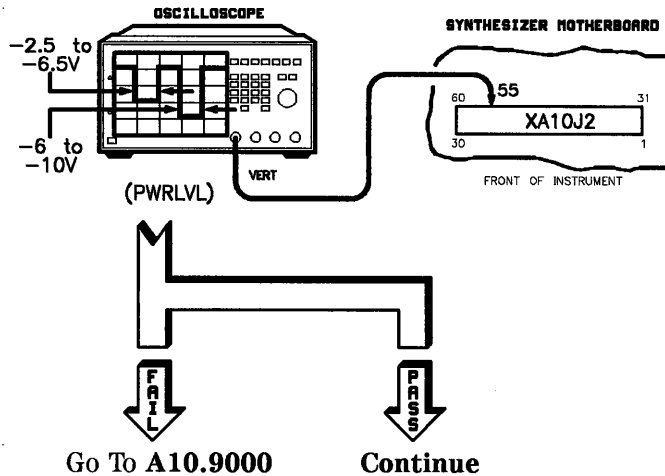 OSCILLOSCOPE
SYNTHESIZER MOTHERBOARD
-2.5 to
-6.5V
-6 to
-10V
VERT
(PWRLVL)
55
60
31
XA10J2
30
1
FRONT OF INSTRUMENT
FAIL
PASS
Go To A10.9000
Continue